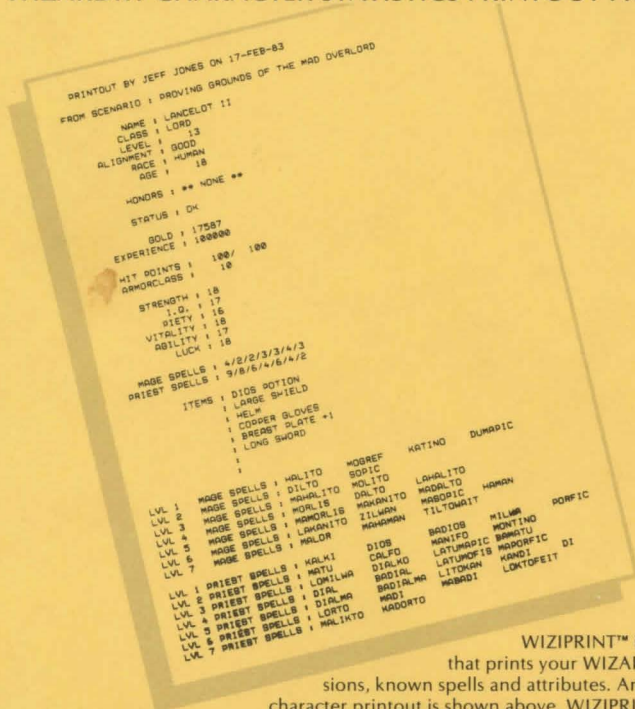 PRINTOUT BY JEFF JONES ON 17-FEB-83
FROM SCENARIO : PROVING GROUNDS OF THE MAD OVERLORD
NAME : LANCELOT II
CLASS : LORD
LEVEL : 13
ALIGNMENT : GOOD
RACE : HUMAN
AGE : 18
HONORS : ** NONE **
STATUS : OK
GOLD : 17587
EXPERIENCE : 100000
HIT POINTS : 100/ 100
ARMORCLASS : 10
STRENGTH : 18
I.Q. : 17
PIETY : 16
VITALITY : 18
ABILITY : 17
LUCK : 18
MAGE SPELLS : 4/2/2/3/3/4/3
PRIEST SPELLS : 9/8/6/4/6/4/2
ITEMS : DIOS POTION
: LARGE SHIELD
: HELM
: COPPER GLOVES
: BREAST PLATE +1
: LONG SWORD
:
:
LVL 1 MAGE SPELLS : HALITO MOGREF KATINO DUMAPIC
LVL 2 MAGE SPELLS : DILTO SOPIC
LVL 3 MAGE SPELLS : MAHALITO MOLITO
LVL 4 MAGE SPELLS : MORLIS DALTO LAHALITO
LVL 5 MAGE SPELLS : MAMORLIS MAKANITO MADALTO
LVL 6 MAGE SPELLS : LAKANITO ZILWAN MASOPIC HAMAN
LVL 7 MAGE SPELLS : MALOR MAHAMAN TILTOWAIT
LVL 1 PRIEST SPELLS : KALKI DIOS BADIOS MILWA PORFIC
LVL 2 PRIEST SPELLS : MATU CALFO MANIFO MONTINO
LVL 3 PRIEST SPELLS : LOMILWA DIALKO LATUMAPIC BAMATU
LVL 4 PRIEST SPELLS : DIAL BADIAL LATUMOFIS MAPORFIC
LVL 5 PRIEST SPELLS : DIALMA BADIALMA LITOKAN KANDI DI
LVL 6 PRIEST SPELLS : LORTO MADI MABADI LOKTOFEIT
LVL 7 PRIEST SPELLS : MALIKTO KADORTO
WIZIPRINT™
that prints your
sions, known spells and attributes.
character printout is shown above.